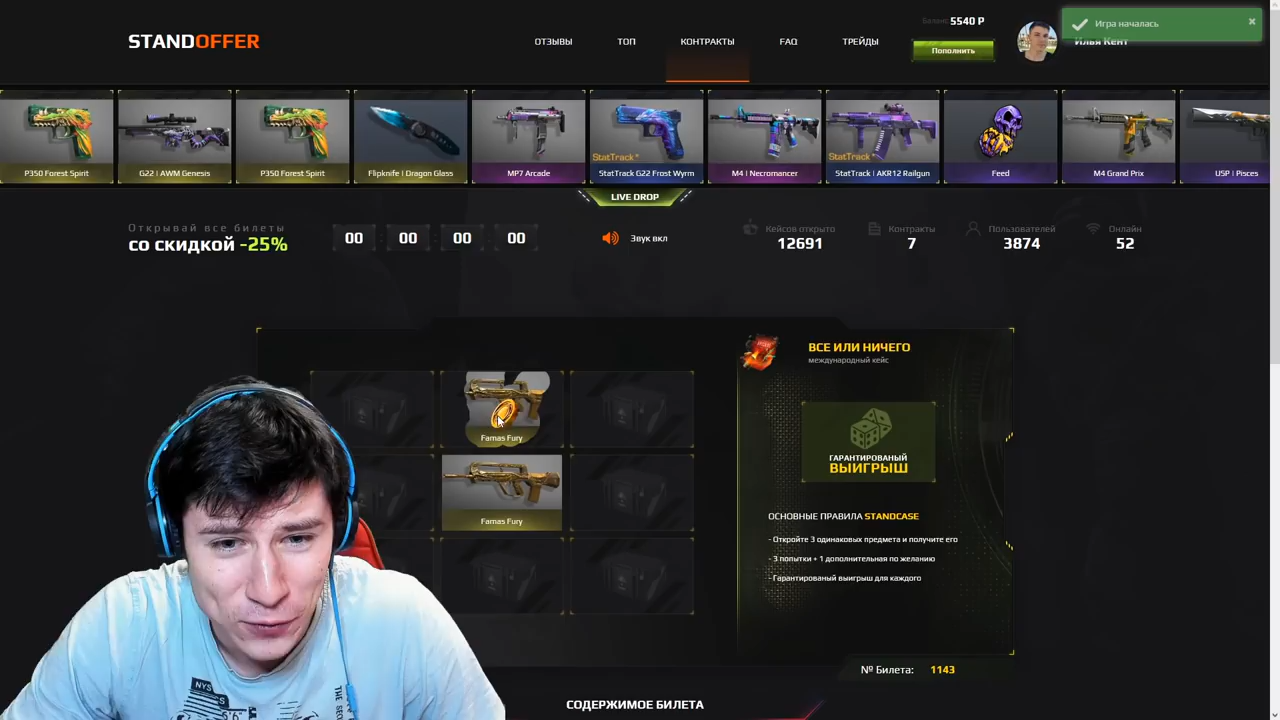 STANDOFFER
ОТЗЫВЫ
ТОП
КОНТРАКТЫ
FAQ
ТРЕЙДЫ
Баланс: 5540 Р
Пополнить
Игра началась
×
Илья Кент
P350 Forest Spirit
G22 | AWM Genesis
P350 Forest Spirit
Flipknife | Dragon Glass
MP7 Arcade
StatTrack*
StatTrack G22 Frost Wyrm
M4 | Necromancer
StatTrack*
StatTrack | AKR12 Railgun
Feed
M4 Grand Prix
USP | Pisces
LIVE DROP
Открывай все билеты
со скидкой -25%
00 : 00 : 00 : 00
Звук вкл
Кейсов открыто
12691
Контракты
7
Пользователей
3874
Онлайн
52
Famas Fury
Famas Fury
ВСЕ ИЛИ НИЧЕГО
международный кейс
ГАРАНТИРОВАНЫЙ
ВЫИГРЫШ
ОСНОВНЫЕ ПРАВИЛА STANDCASE
- Откройте 3 одинаковых предмета и получите его
- 3 попытки + 1 дополнительная по желанию
- Гарантированый выигрыш для каждого
№ Билета: 1143
СОДЕРЖИМОЕ БИЛЕТА
NYS